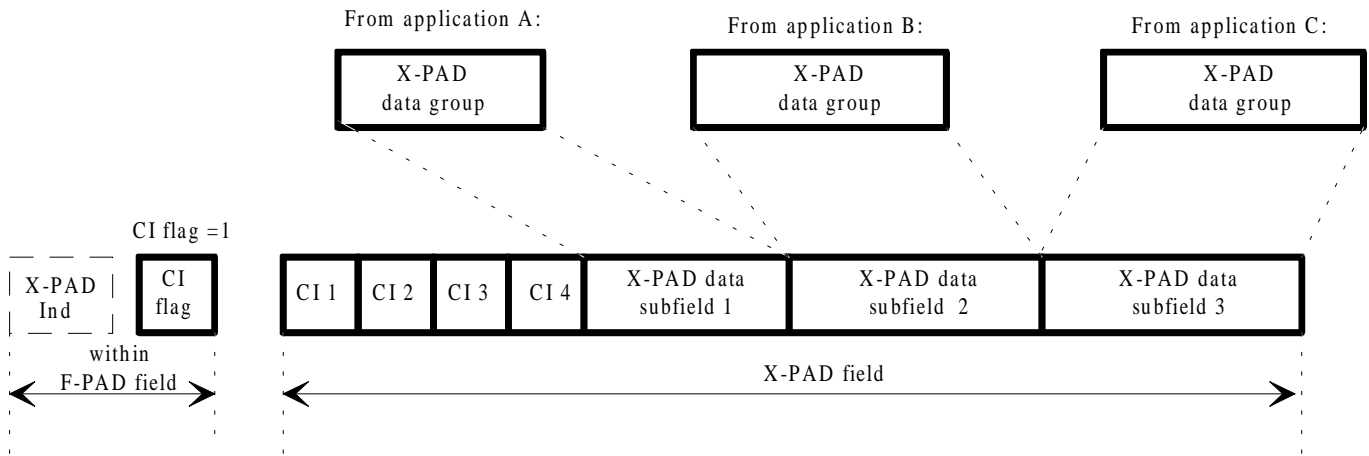 From application A:
From application B:
From application C:
X-PAD
data group
X-PAD
data group
X-PAD
data group
CI flag =1
X-PAD
Ind
CI
flag
CI 1
CI 2
CI 3
CI 4
X-PAD data
subfield 1
X-PAD data
subfield 2
X-PAD data
subfield 3
within
F-PAD field
X-PAD field